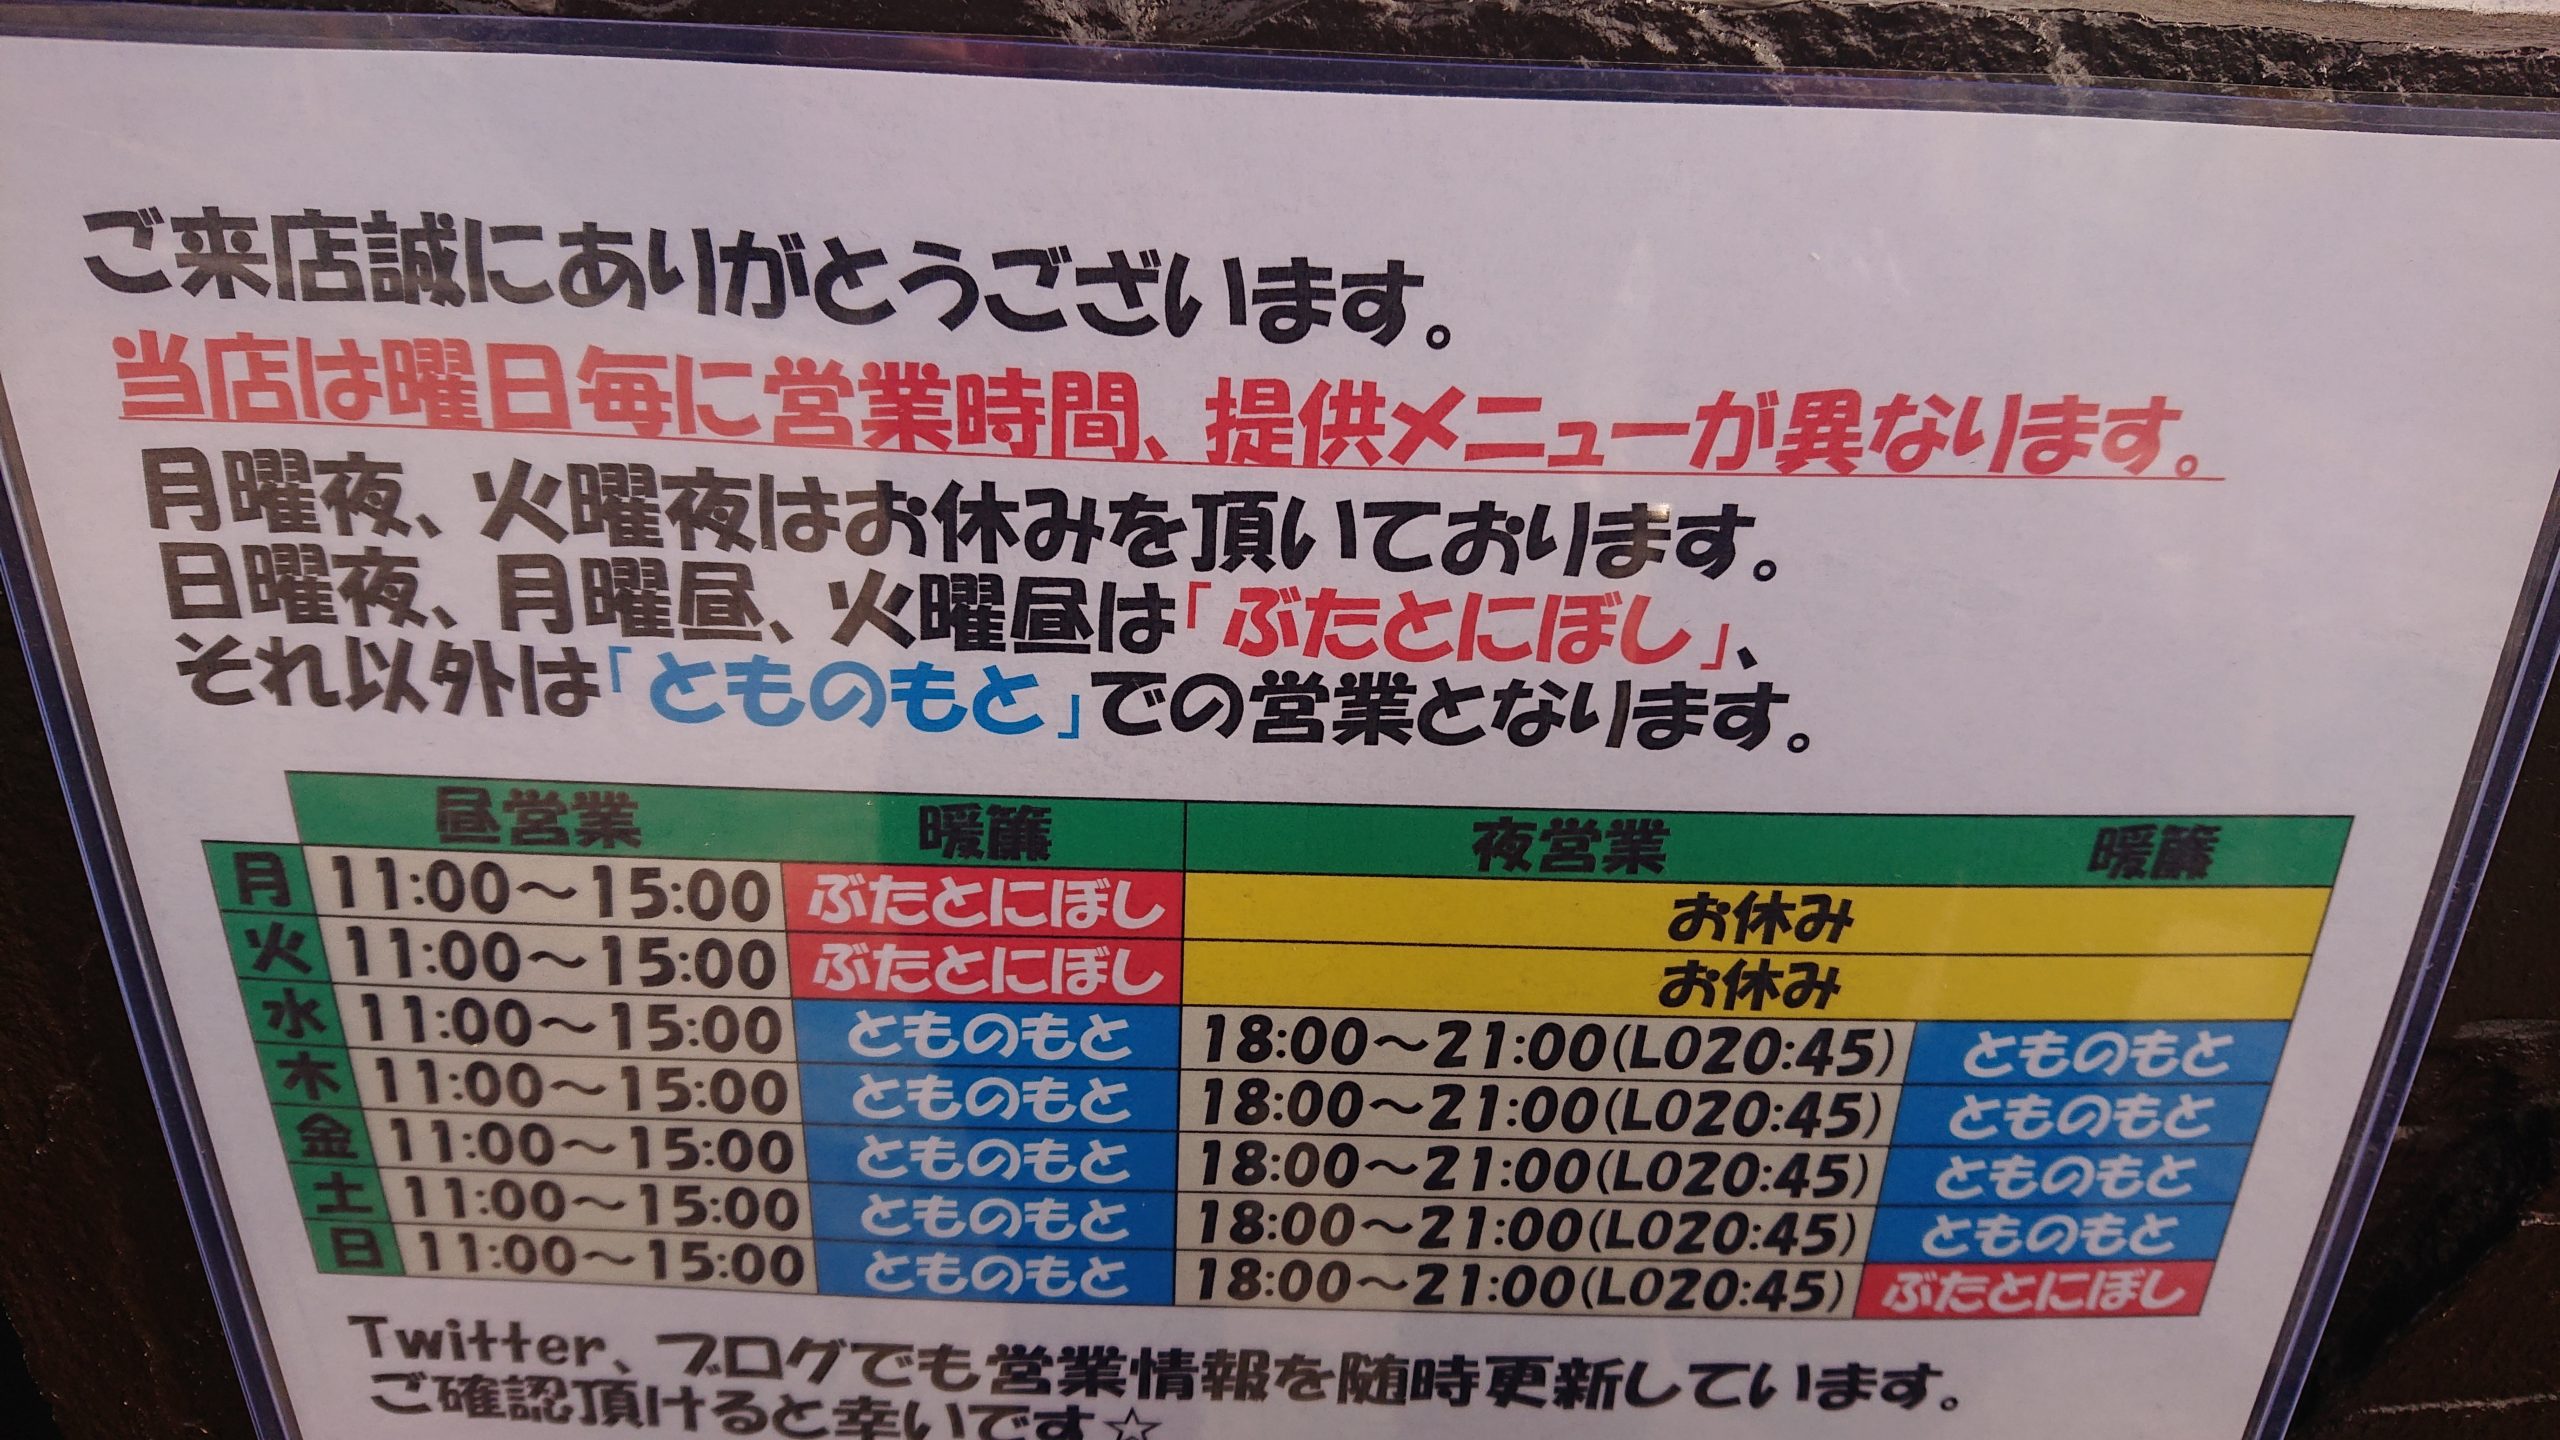 ご来店誠にありがとうございます。
当店は曜日毎に営業時間、提供メニューが異なります。
月曜夜、火曜夜はお休みを頂いております。
日曜夜、月曜昼、火曜昼は「ぶたとにぼし」、
それ以外は「とものもと」での営業となります。
昼営業 暖簾 夜営業 暖簾
月 11:00～15:00 ぶたとにぼし お休み
火 11:00～15:00 ぶたとにぼし お休み
水 11:00～15:00 とものもと 18:00～21:00(LO20:45) とものもと
木 11:00～15:00 とものもと 18:00～21:00(LO20:45) とものもと
金 11:00～15:00 とものもと 18:00～21:00(LO20:45) とものもと
土 11:00～15:00 とものもと 18:00～21:00(LO20:45) とものもと
日 11:00～15:00 とものもと 18:00～21:00(LO20:45) ぶたとにぼし
Twitter、ブログでも営業情報を随時更新しています。
ご確認頂けると幸いです☆